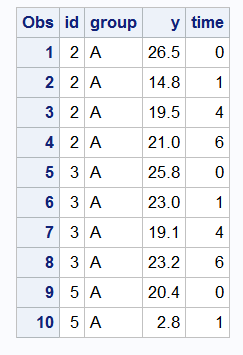 Obs id group y time
1 2 A 26.5 0
2 2 A 14.8 1
3 2 A 19.5 4
4 2 A 21.0 6
5 3 A 25.8 0
6 3 A 23.0 1
7 3 A 19.1 4
8 3 A 23.2 6
9 5 A 20.4 0
10 5 A 2.8 1